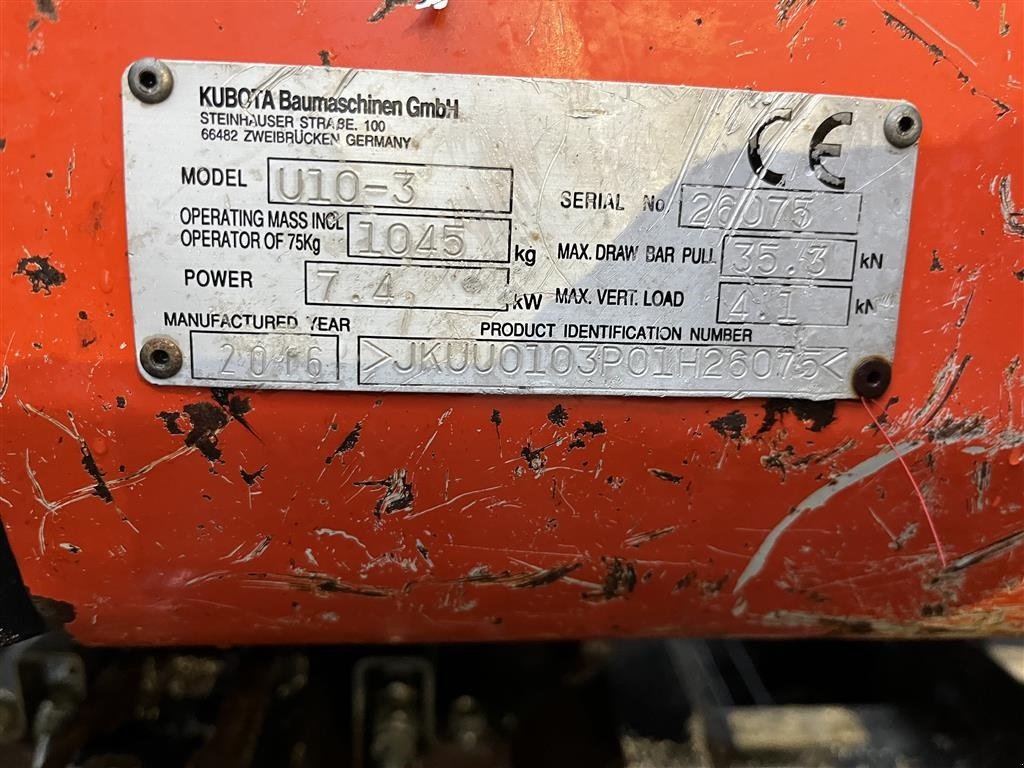 KUBOTA Baumaschinen GmbH
STEINHAUSER STRAßE. 100
66482 ZWEIBRÜCKEN GERMANY
CE
MODEL U10-3
SERIAL No 26075
OPERATING MASS INCL
OPERATOR OF 75Kg 1045 kg
MAX. DRAW BAR PULL 35.3 kN
POWER 7.4 kW
MAX. VERT. LOAD 4.1 kN
MANUFACTURED YEAR
2016
PRODUCT IDENTIFICATION NUMBER
>JKUU0103P01H26075<